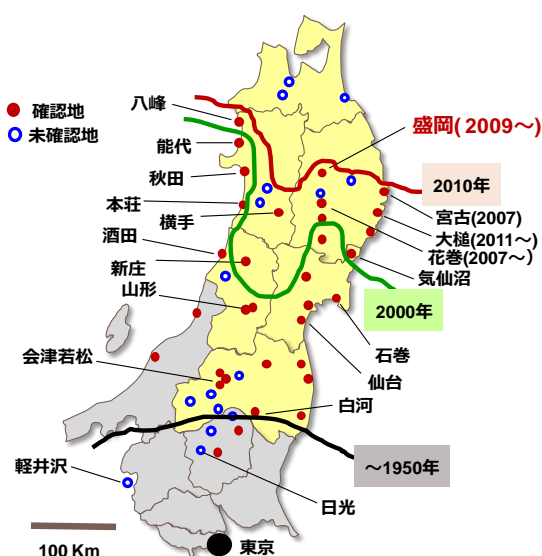 確認地
未確認地
八峰
能代
秋田
本荘
横手
酒田
新庄
山形
会津若松
軽井沢
盛岡( 2009〜)
2010年
宮古(2007)
大槌(2011〜)
花巻(2007〜)
気仙沼
2000年
石巻
仙台
白河
〜1950年
日光
東京
100 Km